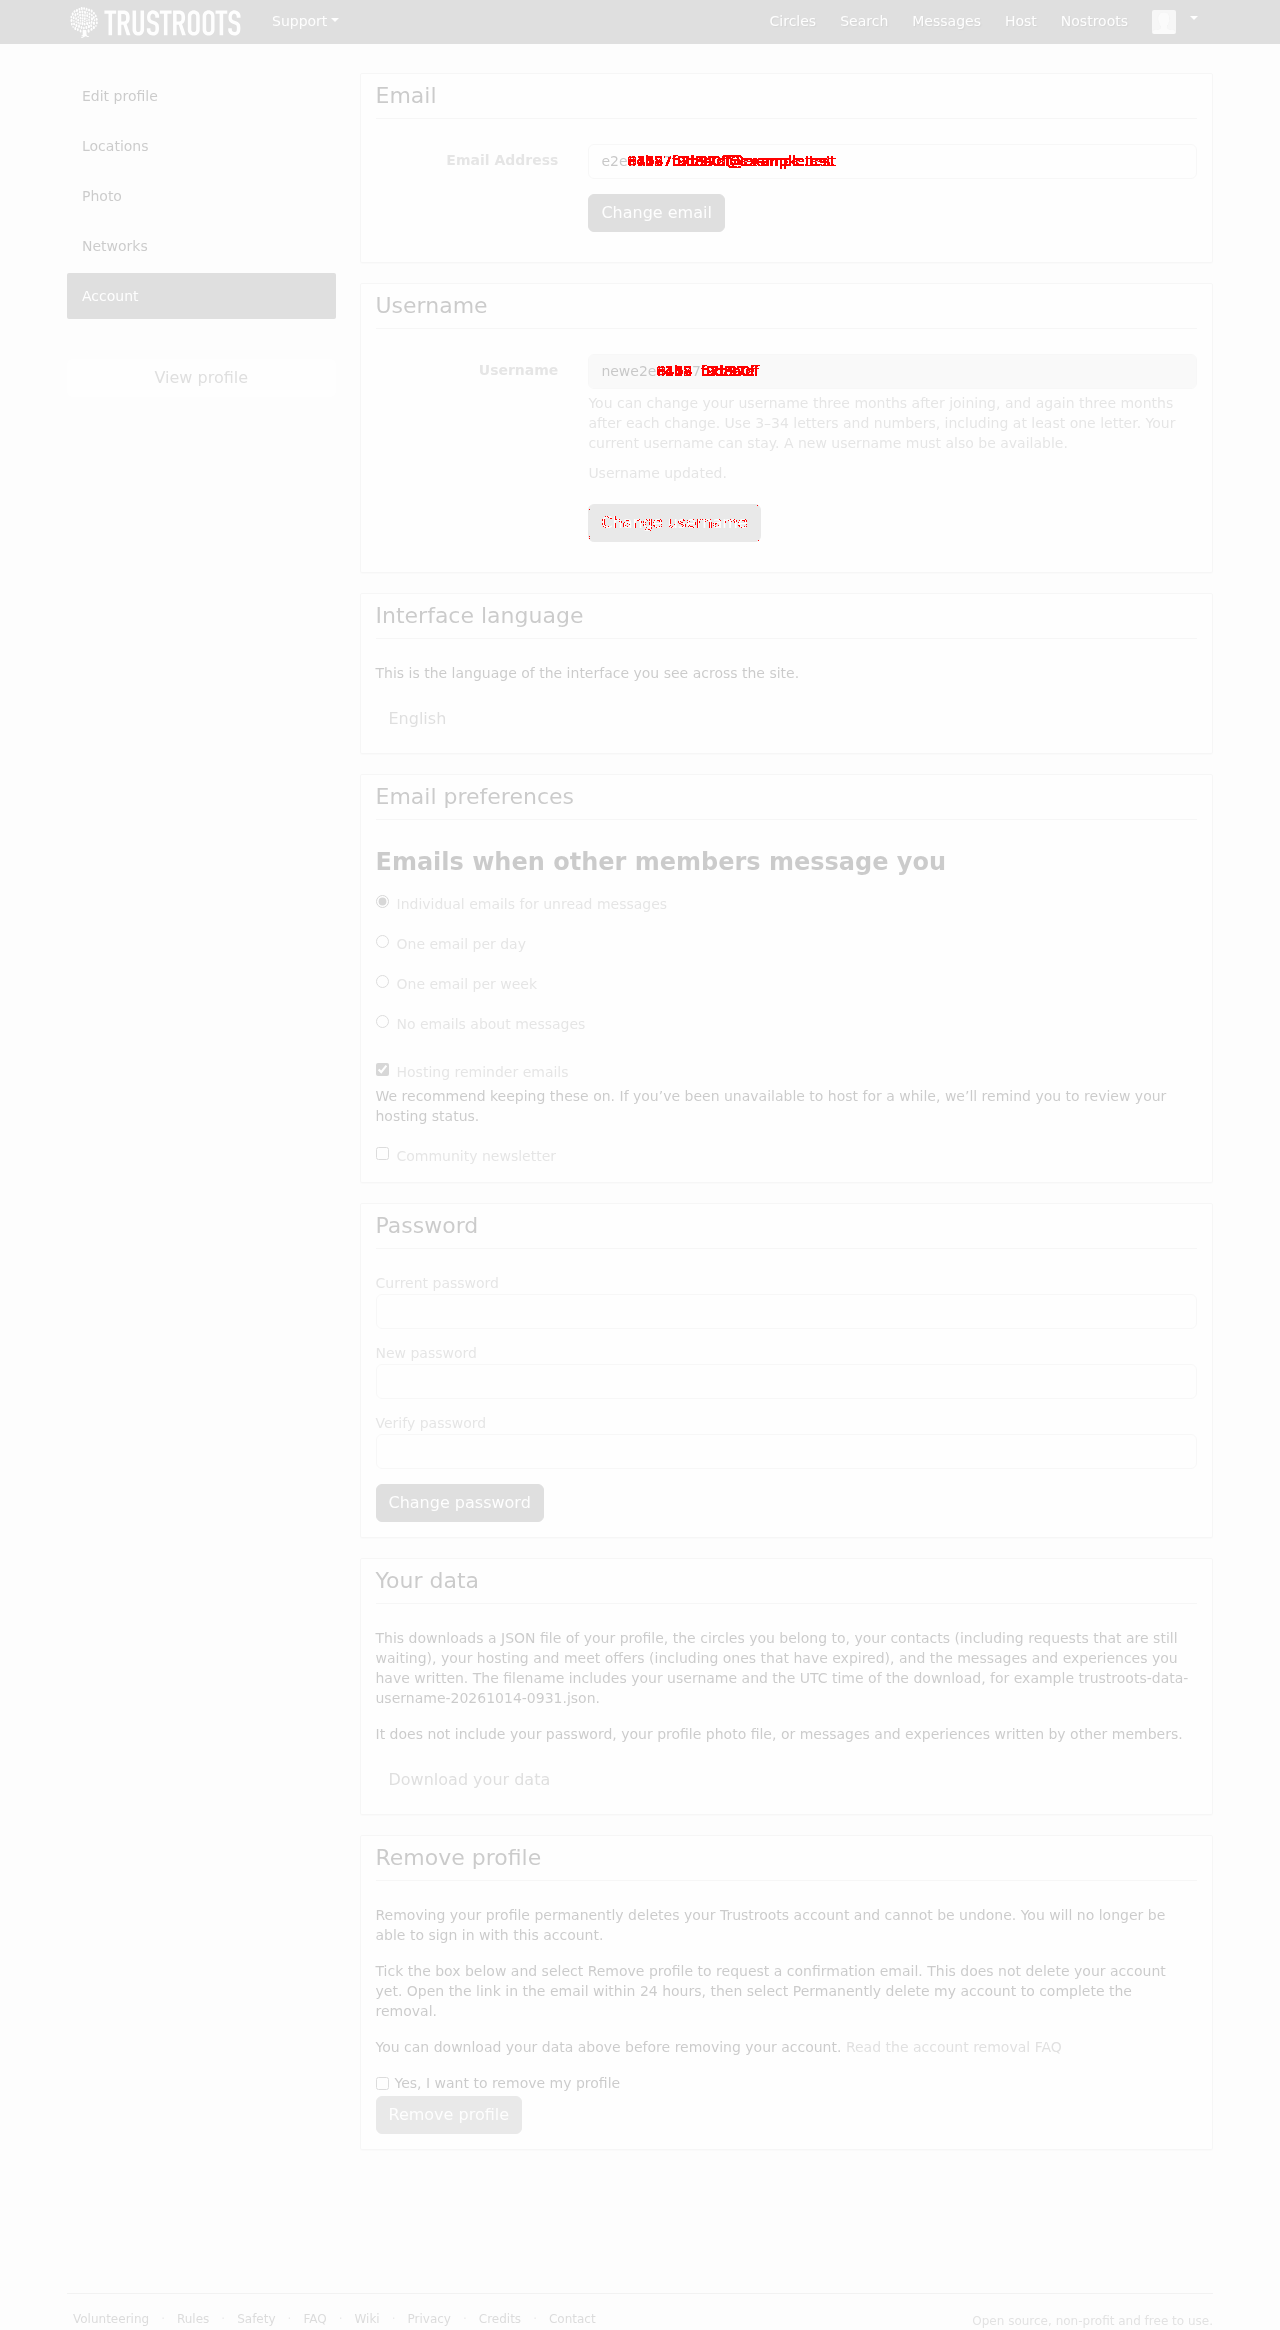 TRUSTROOTS
Support
Circles
Search
Messages
Host
Nostroots
Edit profile
Locations
Photo
Networks
Account
View profile
Email
Email Address
Change email
Username
Username
You can change your username three months after joining, and again three months
after each change. Use 3–34 letters and numbers, including at least one letter. Your
current username can stay. A new username must also be available.
Username updated.
Change username
Interface language
This is the language of the interface you see across the site.
English
Email preferences
Emails when other members message you
Individual emails for unread messages
One email per day
One email per week
No emails about messages
Hosting reminder emails
We recommend keeping these on. If you’ve been unavailable to host for a while, we’ll remind you to review your
hosting status.
Community newsletter
Password
Current password
New password
Verify password
Change password
Your data
This downloads a JSON file of your profile, the circles you belong to, your contacts (including requests that are still
waiting), your hosting and meet offers (including ones that have expired), and the messages and experiences you
have written. The filename includes your username and the UTC time of the download, for example trustroots-data-
username-20261014-0931.json.
It does not include your password, your profile photo file, or messages and experiences written by other members.
Download your data
Remove profile
Removing your profile permanently deletes your Trustroots account and cannot be undone. You will no longer be
able to sign in with this account.
Tick the box below and select Remove profile to request a confirmation email. This does not delete your account
yet. Open the link in the email within 24 hours, then select Permanently delete my account to complete the
removal.
You can download your data above before removing your account. Read the account removal FAQ
Yes, I want to remove my profile
Remove profile
Volunteering · Rules · Safety · FAQ · Wiki · Privacy · Credits · Contact
Open source, non-profit and free to use.